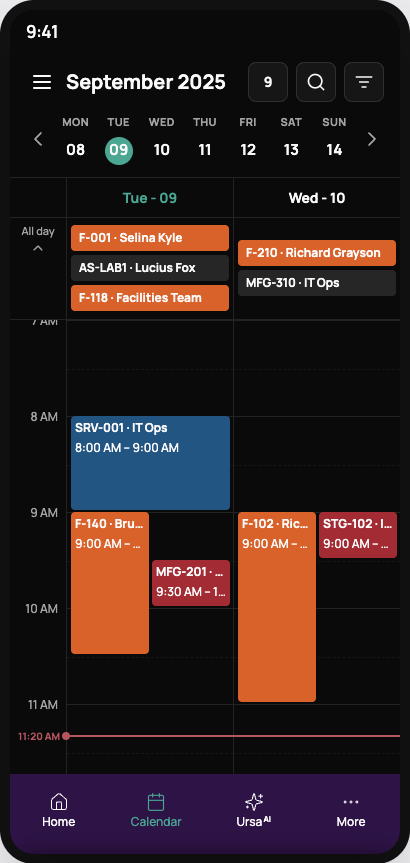 9:41
September 2025
9
MON TUE WED THU FRI SAT SUN
08 09 10 11 12 13 14
Tue - 09 Wed - 10
All day
F-001 · Selina Kyle
AS-LAB1 · Lucius Fox
F-118 · Facilities Team
F-210 · Richard Grayson
MFG-310 · IT Ops
7 AM
8 AM
SRV-001 · IT Ops
8:00 AM – 9:00 AM
9 AM
F-140 · Bru...
9:00 AM – ...
MFG-201 · ...
9:30 AM – 1...
F-102 · Ric...
9:00 AM – ...
STG-102 · I...
9:00 AM – ...
10 AM
11 AM
11:20 AM
Home Calendar Ursa AI More